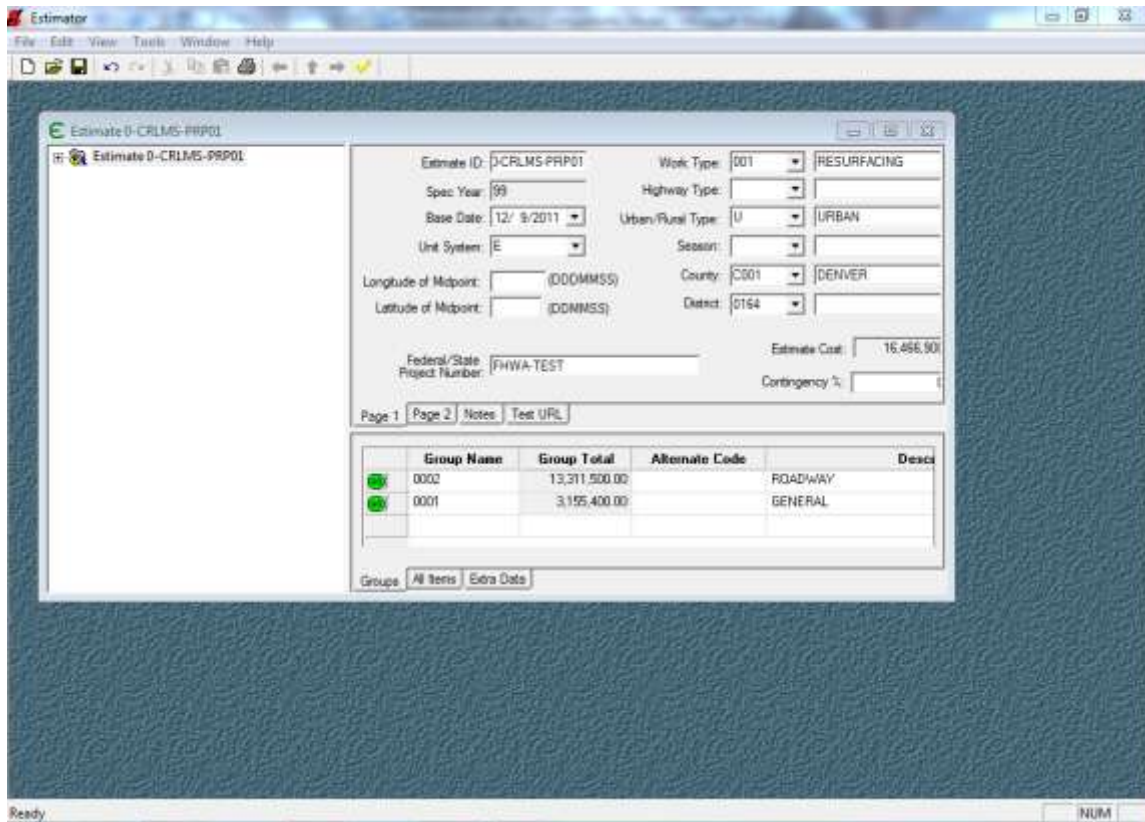 Estimator
File Edit View Tools Window Help
Estimate 0-CRLMS-PRP01
Estimate 0-CRLMS-PRP01
Estimate ID: 0-CRLMS-PRP01 Work Type: 001 RESURFACING
Spec Year: 99 Highway Type:
Base Date: 12/ 9/2011 Urban/Rural Type: U URBAN
Unit System: E Season:
Longitude of Midpoint: (DDDMMSS) County: C001 DENVER
Latitude of Midpoint: (DDMMSS) District: 0164
Estimate Cost: 16,466,900
Federal/State
Project Number: FHWA-TEST
Contingency %:
Page 1 Page 2 Notes Test URL
Group Name Group Total Alternate Code Descri
0002 13,311,500.00 ROADWAY
0001 3,155,400.00 GENERAL
Groups All Items Extra Data
Ready NUM